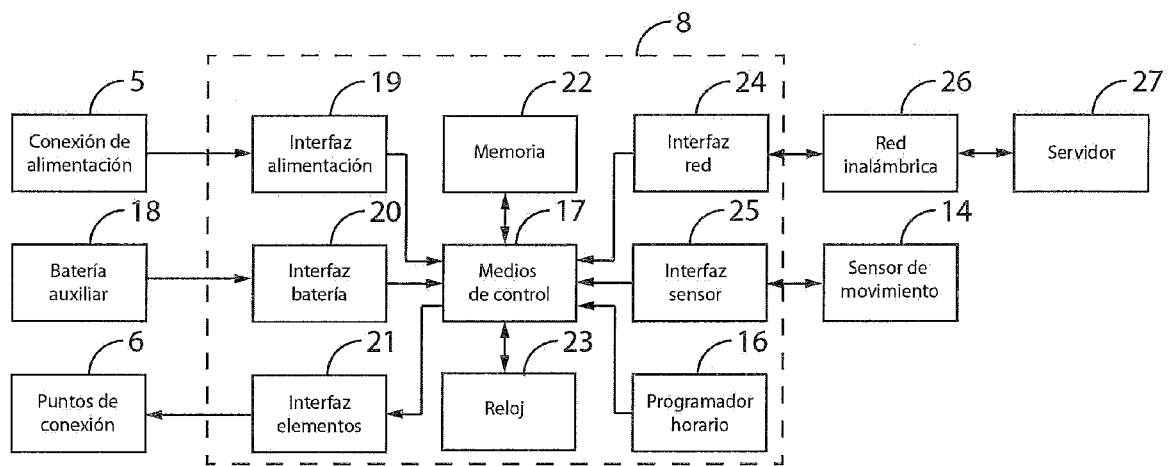 8
5
19
22
24
26
27
Conexión de
alimentación
Interfaz
alimentación
Memoria
Interfaz
red
Red
inalámbrica
Servidor
18
20
17
25
14
Batería
auxiliar
Interfaz
batería
Medios
de control
Interfaz
sensor
Sensor de
movimiento
6
21
23
16
Puntos de
conexión
Interfaz
elementos
Reloj
Programador
horario